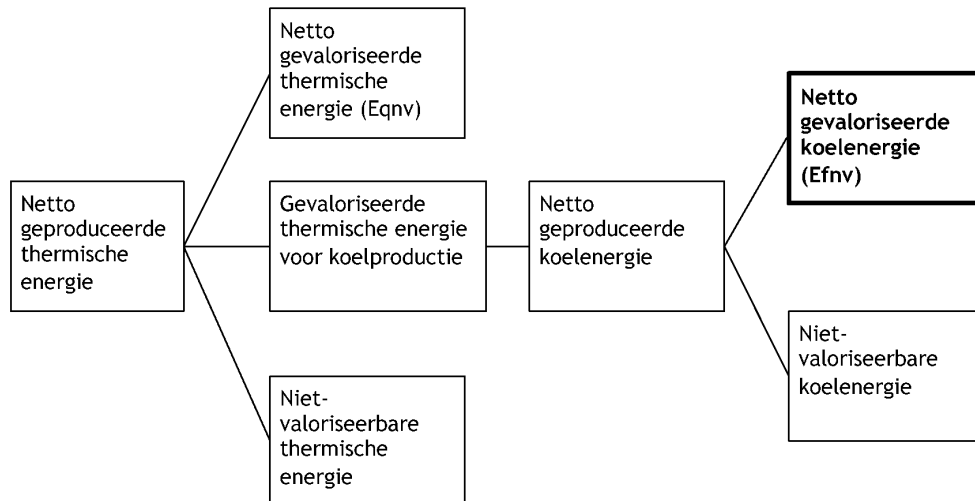 Netto
geproduceerde
thermische
energie
Netto
gevaloriseerde
thermische
energie (Eqnv)
Gevaloriseerde
thermische energie
voor koelproductie
Niet-
valoriseerbare
thermische
energie
Netto
geproduceerde
koelenergie
Netto
gevaloriseerde
koelenergie
(Efnv)
Niet-
valoriseerbare
koelenergie